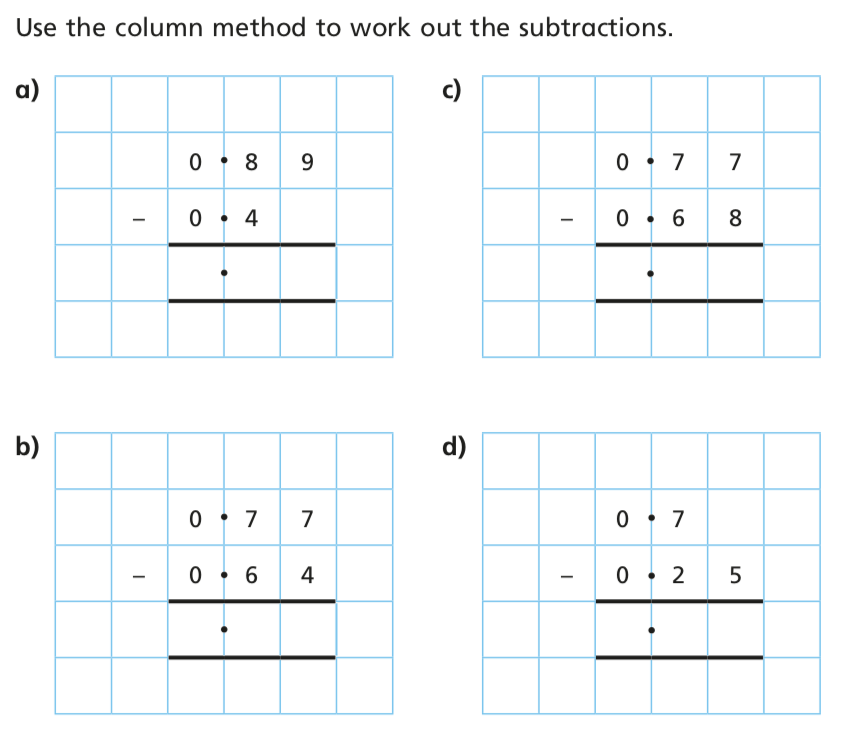 Use the column method to work out the subtractions.
a)
0 · 8 9
– 0 · 4
·
c)
0 · 7 7
– 0 · 6 8
·
b)
0 · 7 7
– 0 · 6 4
·
d)
0 · 7
– 0 · 2 5
·